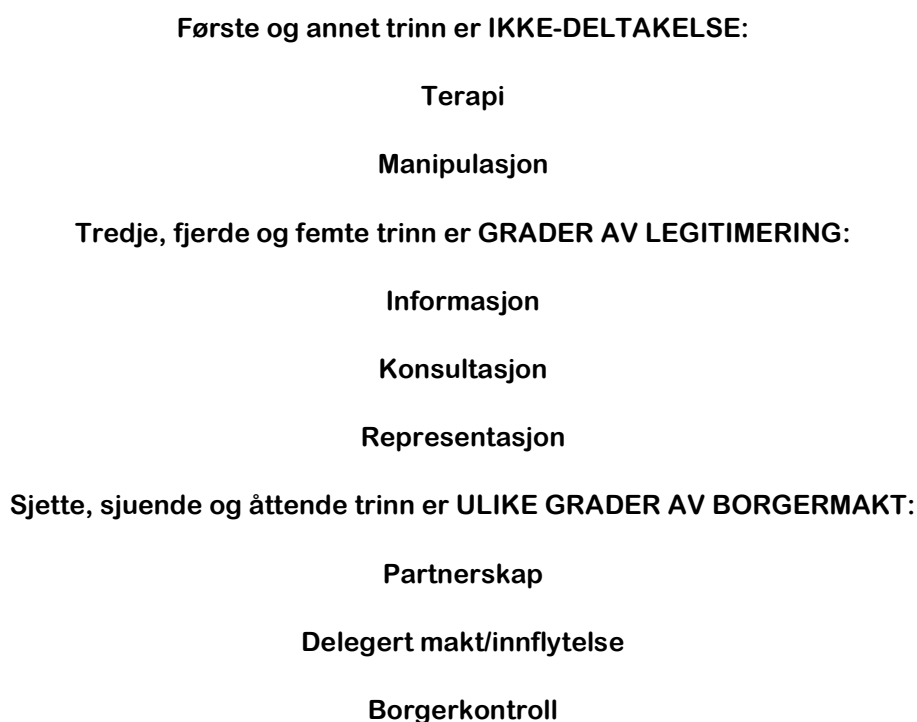 Første og annet trinn er IKKE-DELTAKELSE:
Terapi
Manipulasjon
Tredje, fjerde og femte trinn er GRADER AV LEGITIMERING:
Informasjon
Konsultasjon
Representasjon
Sjette, sjuende og åttende trinn er ULIKE GRADER AV BORGERMAKT:
Partnerskap
Delegert makt/innflytelse
Borgerkontroll